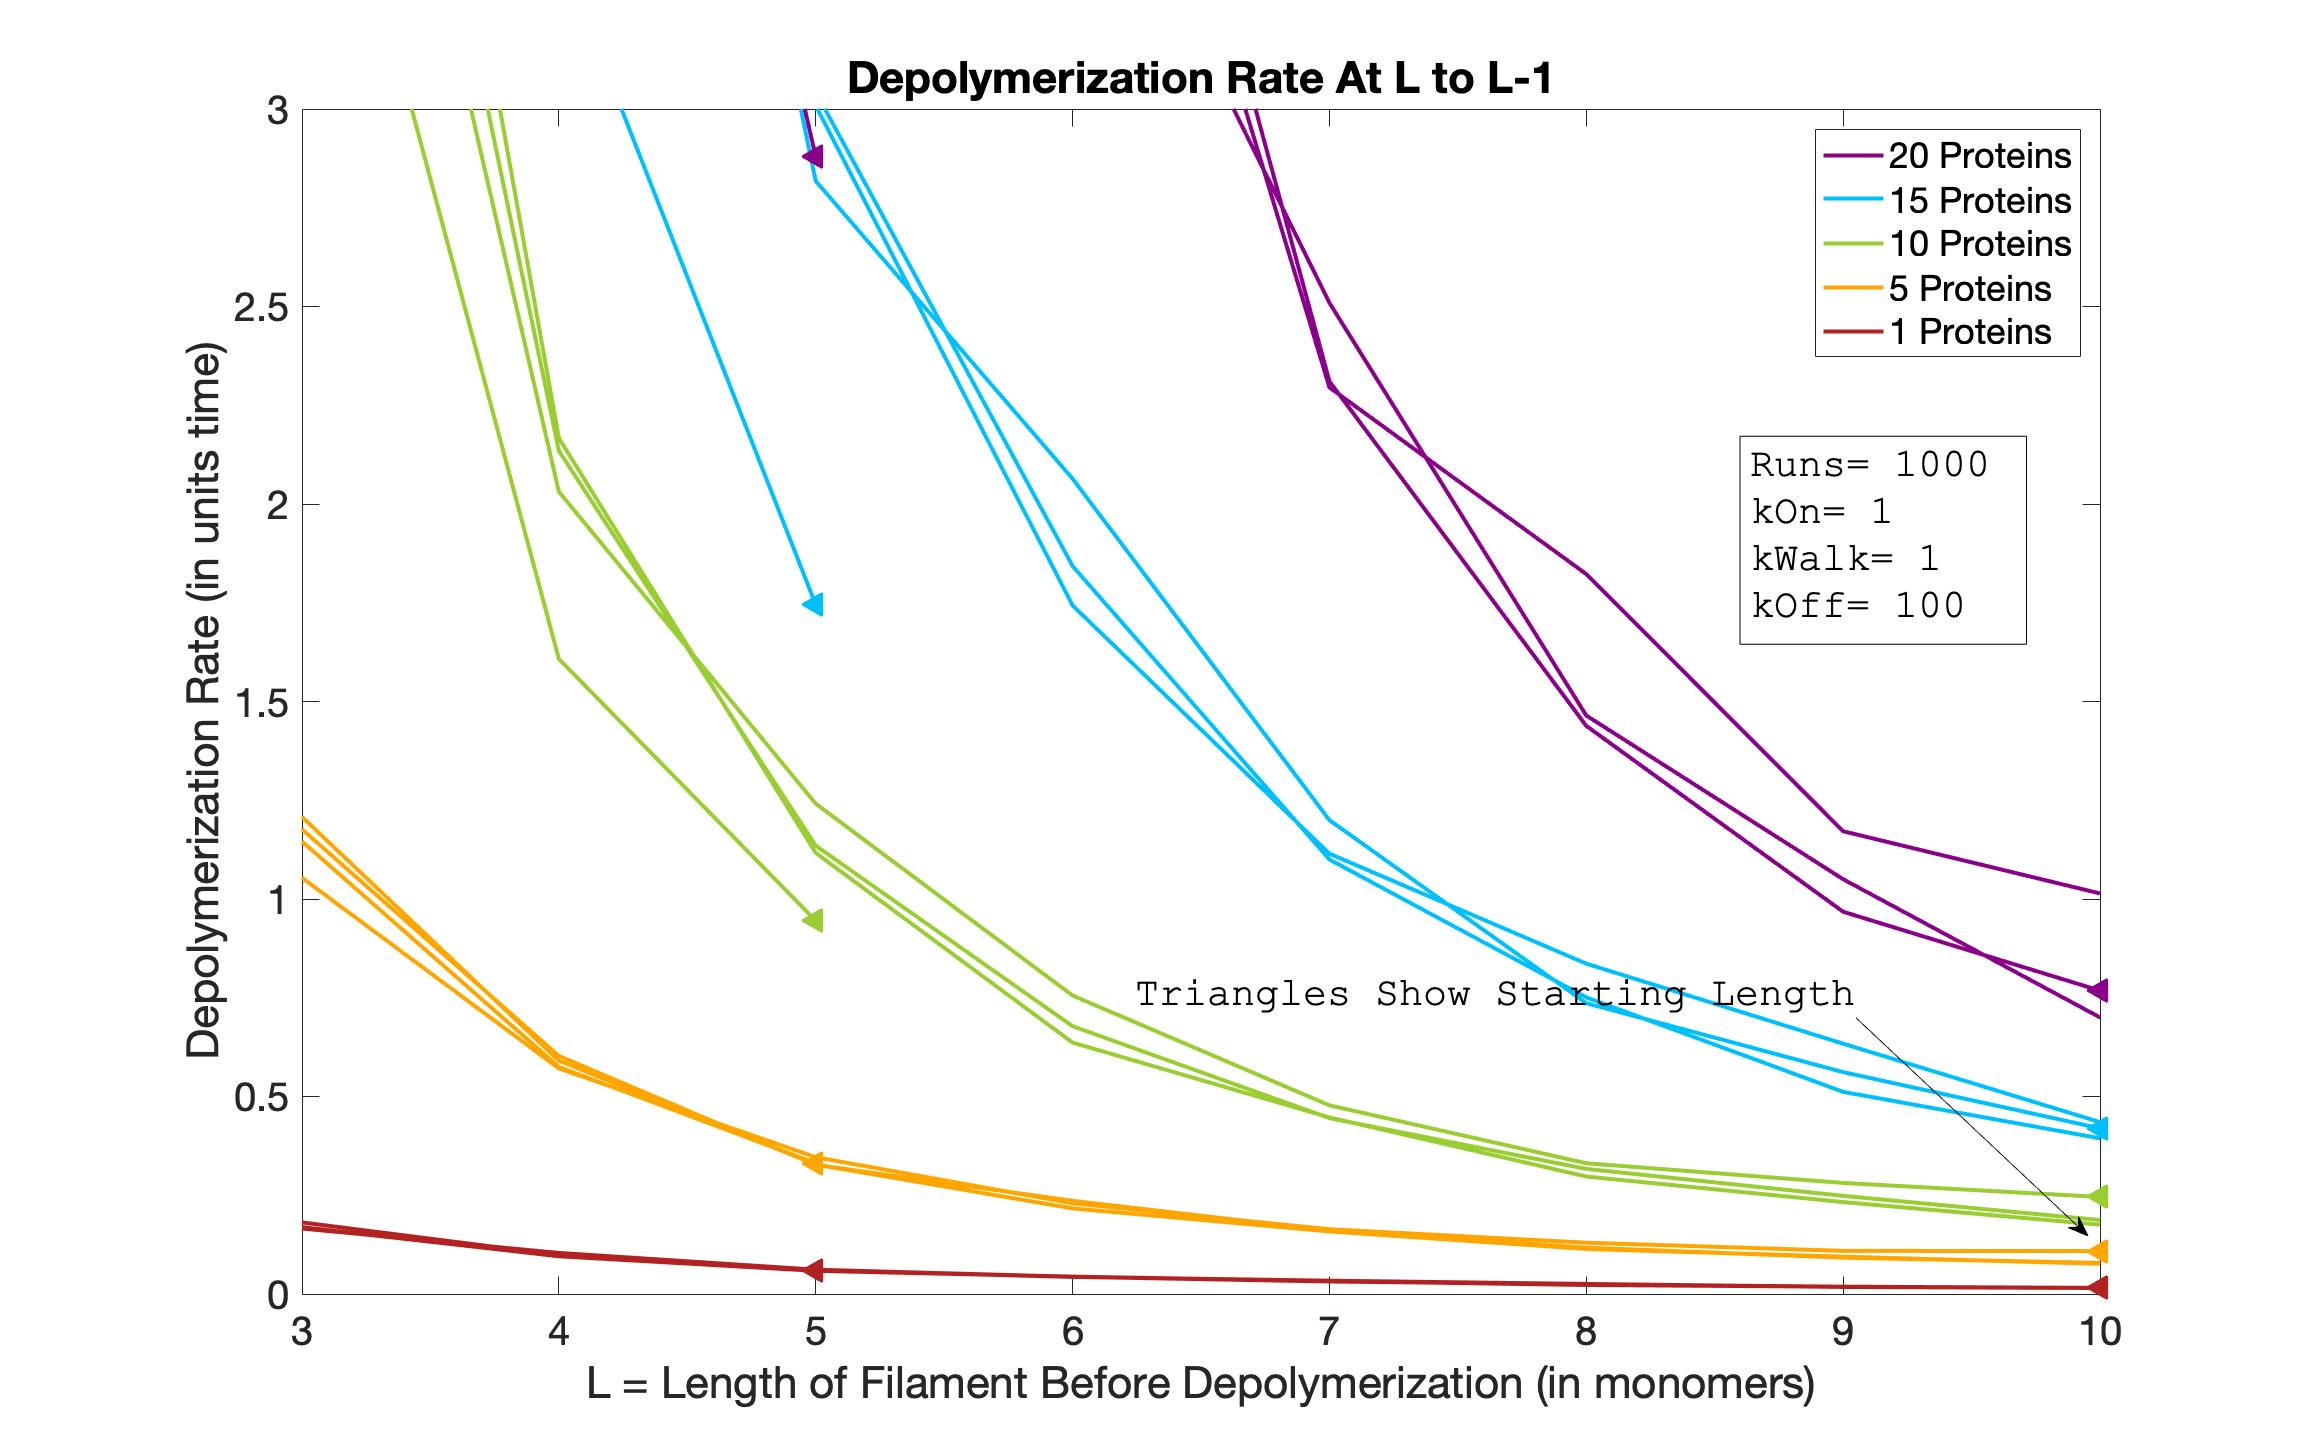 Depolymerization Rate At L to L-1
Depolymerization Rate (in units time)
3
2.5
2
1.5
1
0.5
0
20 Proteins
15 Proteins
10 Proteins
5 Proteins
1 Proteins
Runs= 1000
kOn= 1
kWalk= 1
kOff= 100
Triangles Show Starting Length
3 4 5 6 7 8 9 10
L = Length of Filament Before Depolymerization (in monomers)